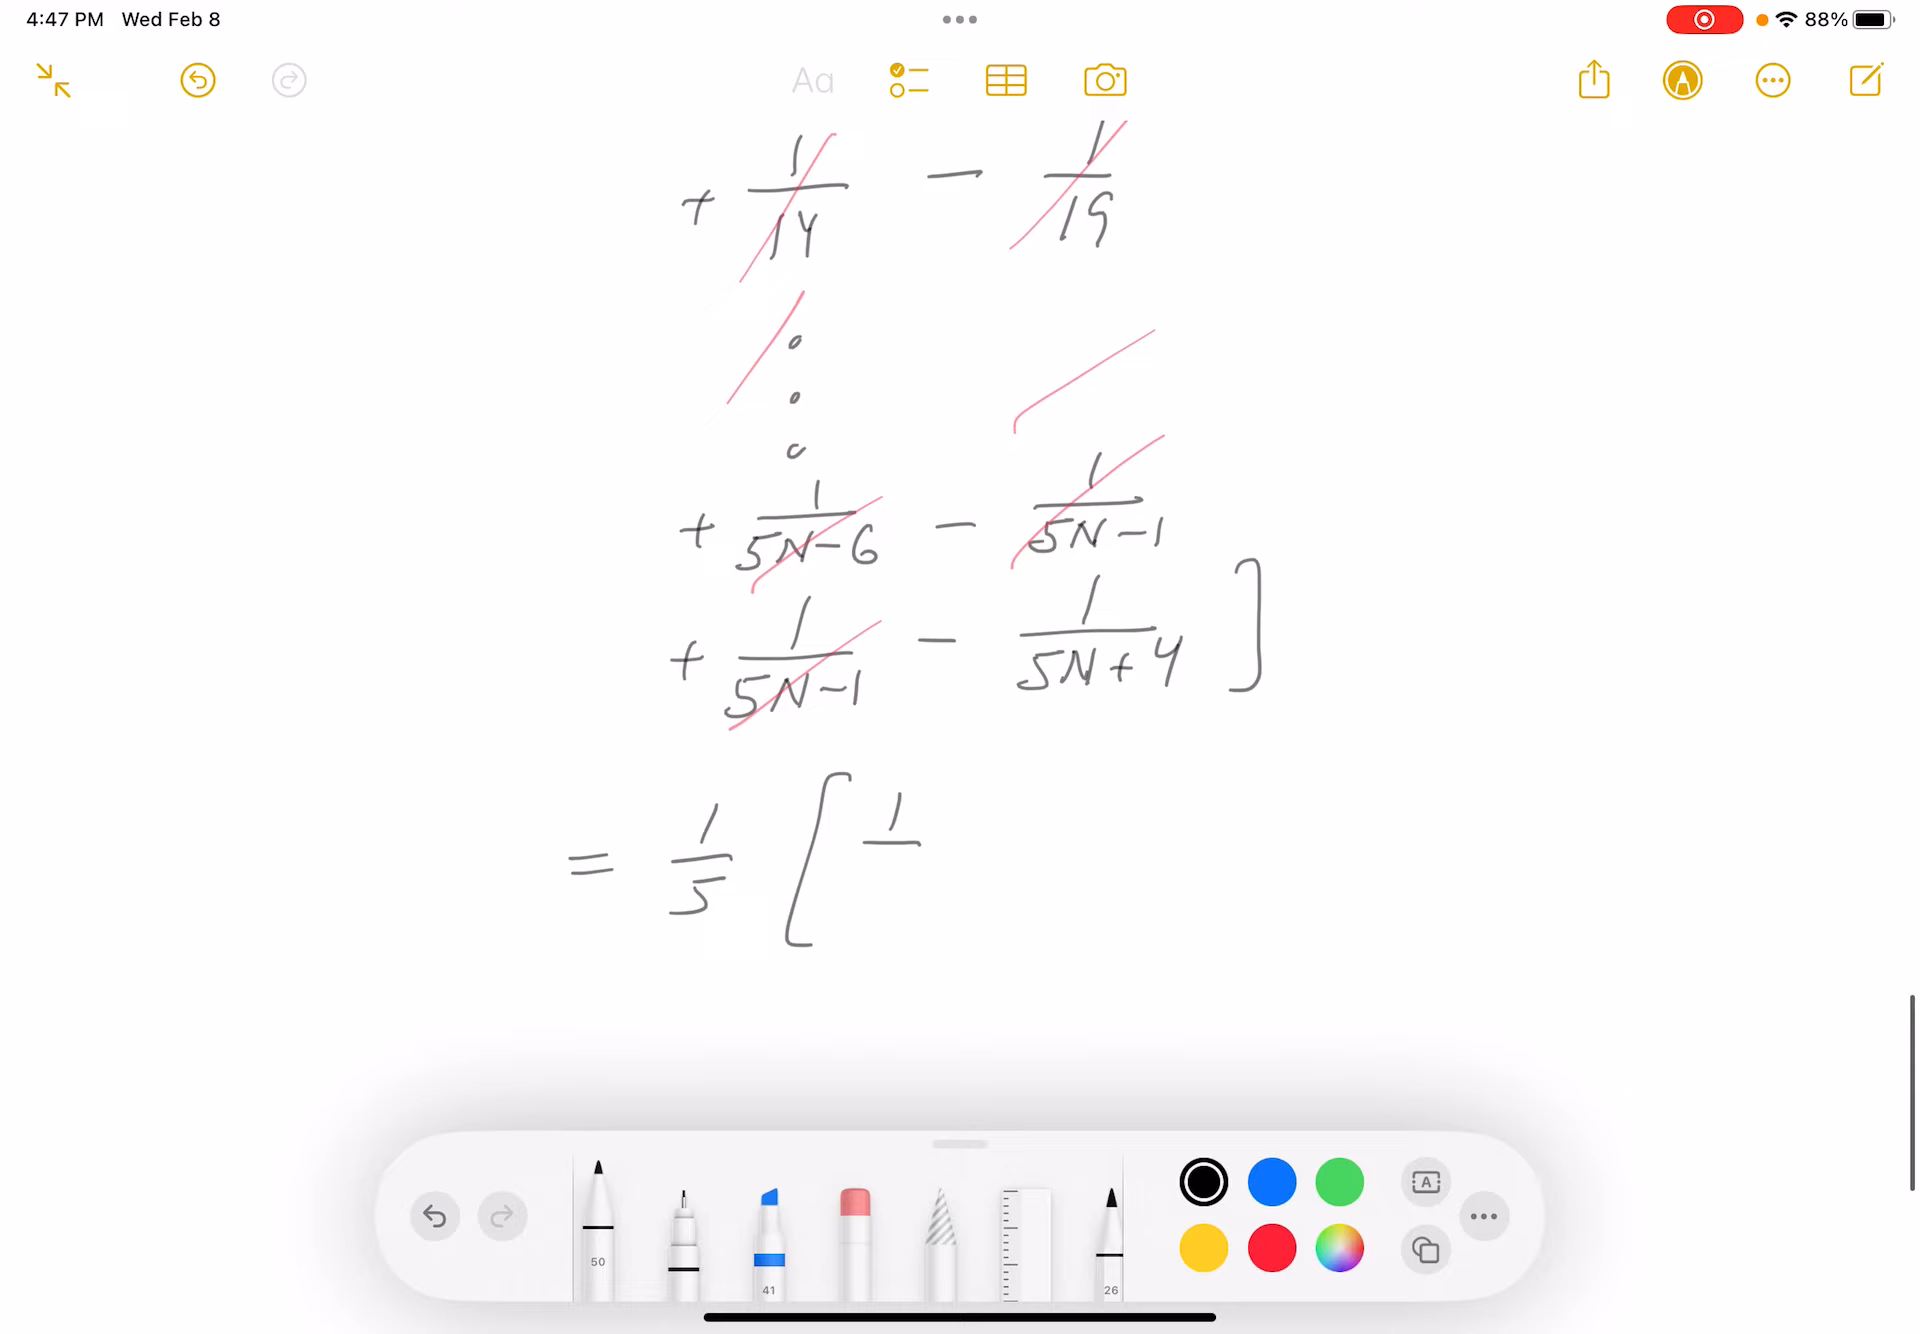 4:47 PM Wed Feb 8 88%
Aa
+ 1/14 - 1/19
+ 1/(5N-6) - 1/(5N-1)
+ 1/(5N-1) - 1/(5N+4) ]
= 1/5 [ 1
A
50 41 26